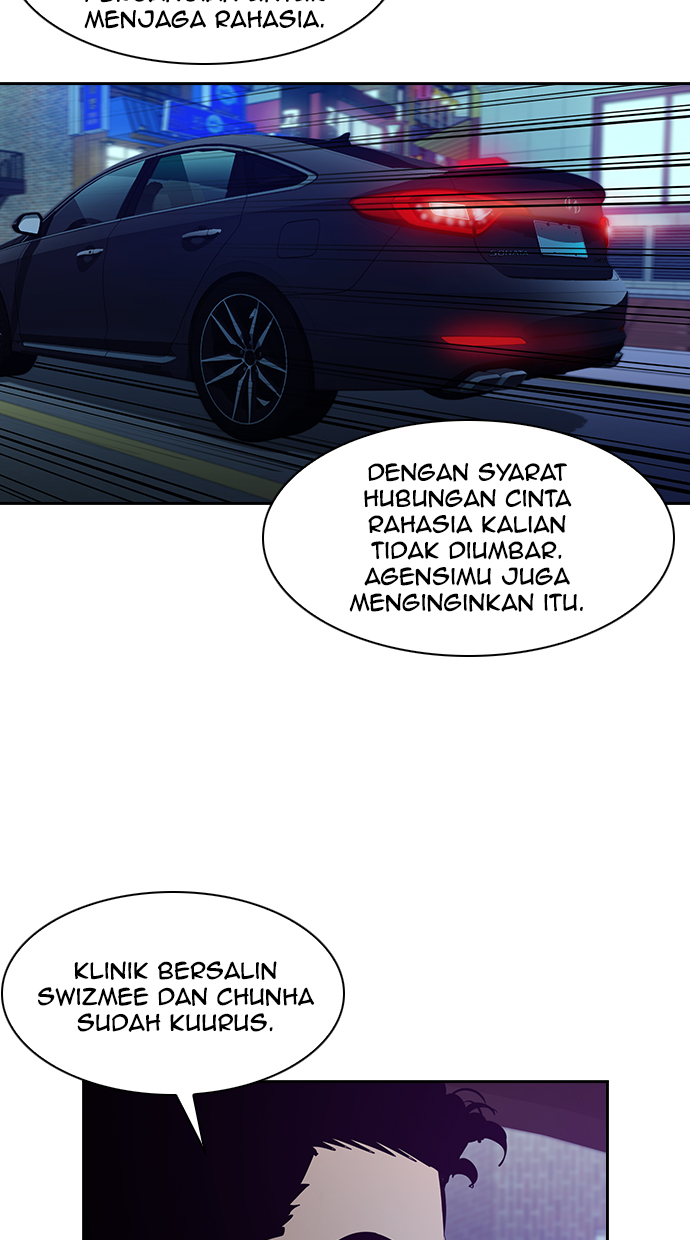 MENJAGA RAHASIA.
SONATA
DENGAN SYARAT
HUBUNGAN CINTA
RAHASIA KALIAN
TIDAK DIUMBAR.
AGENSIMU JUGA
MENGINGINKAN ITU.
KLINIK BERSALIN
SWIZMEE DAN CHUNHA
SUDAH KUURUS.